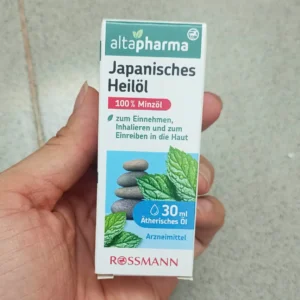 altapharma
Japanisches
Heilöl
100% Minzöl
zum Einnehmen,
Inhalieren und zum
Einreiben in die Haut
30 ml
Ätherisches Öl
Arzneimittel
ROSSMANN